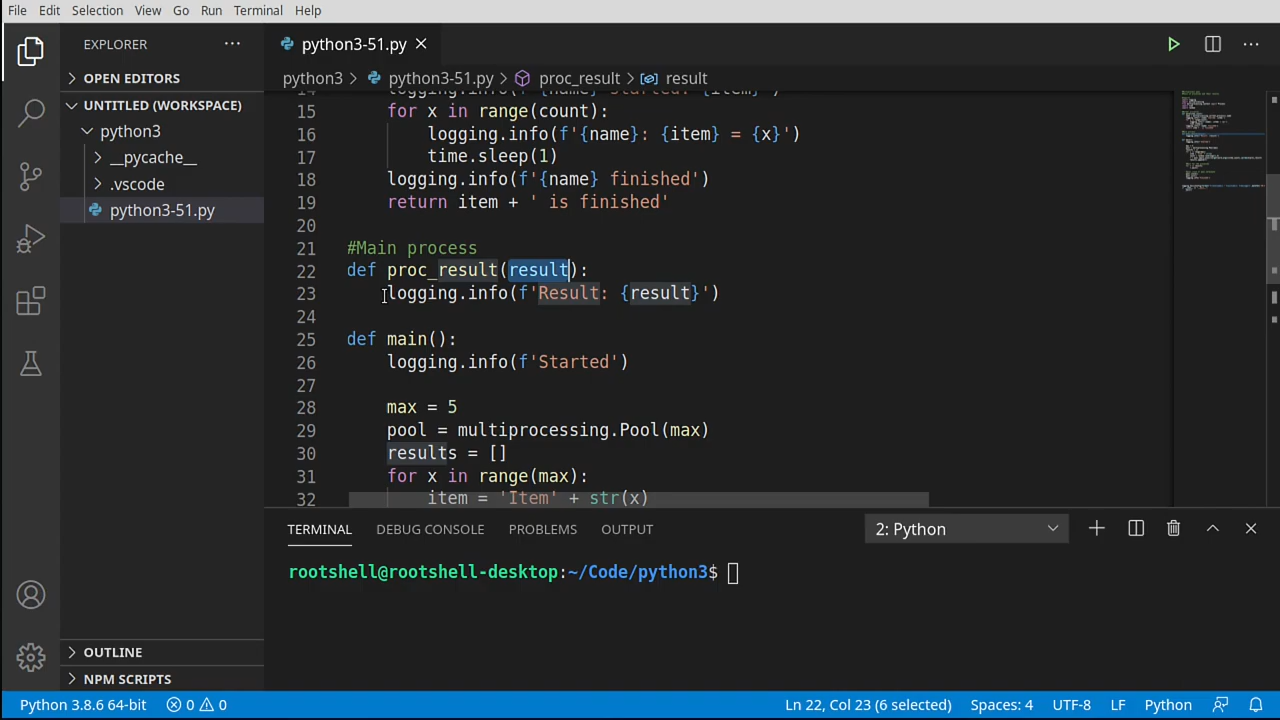 File Edit Selection View Go Run Terminal Help
EXPLORER ···
python3-51.py
OPEN EDITORS
python3 > python3-51.py > proc_result > result
UNTITLED (WORKSPACE)
python3
__pycache__
.vscode
python3-51.py
14 logging.info(f'{name} Started: {item}')
15 for x in range(count):
16 logging.info(f'{name}: {item} = {x}')
17 time.sleep(1)
18 logging.info(f'{name} finished')
19 return item + ' is finished'
20
21 #Main process
22 def proc_result(result):
23 logging.info(f'Result: {result}')
24
25 def main():
26 logging.info(f'Started')
27
28 max = 5
29 pool = multiprocessing.Pool(max)
30 results = []
31 for x in range(max):
32 item = 'Item' + str(x)
TERMINAL DEBUG CONSOLE PROBLEMS OUTPUT 2: Python
rootshell@rootshell-desktop:~/Code/python3$
OUTLINE
NPM SCRIPTS
Python 3.8.6 64-bit 0 0 Ln 22, Col 23 (6 selected) Spaces: 4 UTF-8 LF Python